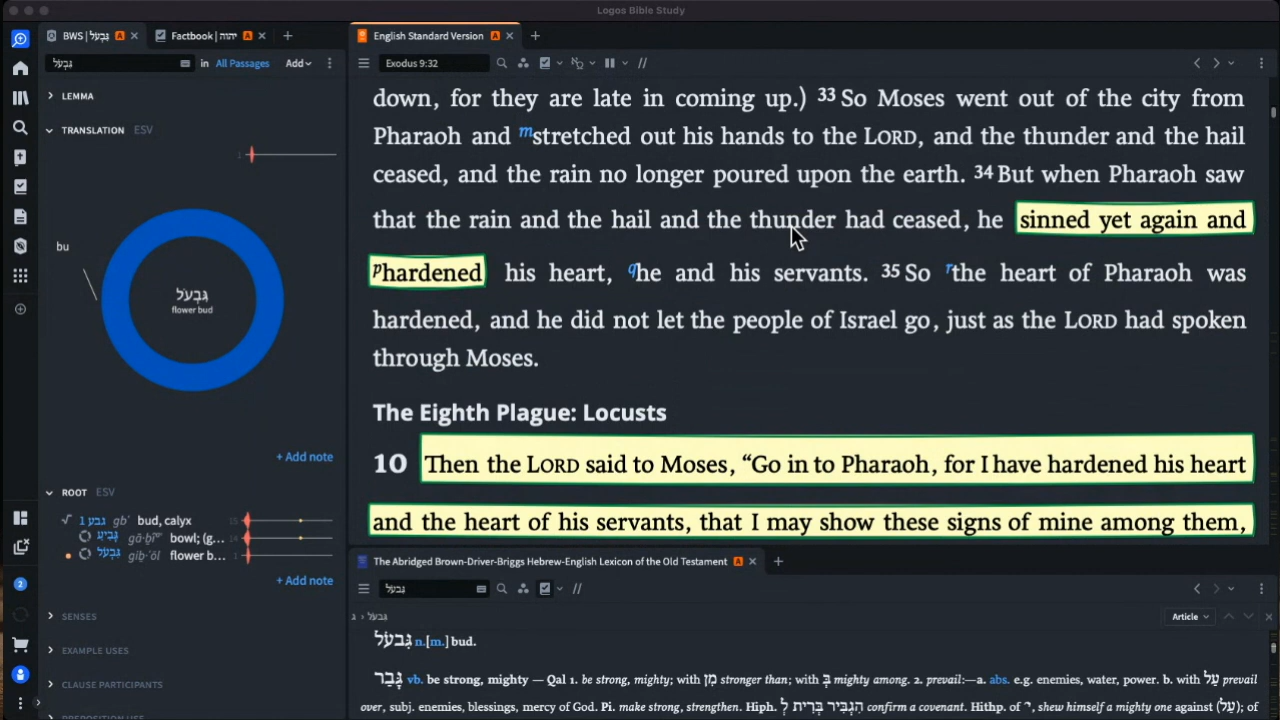 Logos Bible Study
BWS | גִּבְעֹל A
Factbook | יהוה A
English Standard Version A
גִּבְעֹל in All Passages Add
Exodus 9:32
LEMMA
TRANSLATION ESV
1
bu
גִּבְעֹל
flower bud
+ Add note
ROOT ESV
1 גבע gbʿ bud, calyx 15
גָּבִיעַ gā·ḇîaʿ bowl; (g... 14
גִּבְעֹל giḇ·ʿōl flower b... 1
+ Add note
SENSES
EXAMPLE USES
CLAUSE PARTICIPANTS
2
down, for they are late in coming up.) 33 So Moses went out of the city from
Pharaoh and m stretched out his hands to the LORD, and the thunder and the hail
ceased, and the rain no longer poured upon the earth. 34 But when Pharaoh saw
that the rain and the hail and the thunder had ceased, he sinned yet again and
p hardened his heart, q he and his servants. 35 So r the heart of Pharaoh was
hardened, and he did not let the people of Israel go, just as the LORD had spoken
through Moses.
The Eighth Plague: Locusts
10 Then the LORD said to Moses, “Go in to Pharaoh, for I have hardened his heart
and the heart of his servants, that I may show these signs of mine among them,
The Abridged Brown-Driver-Briggs Hebrew-English Lexicon of the Old Testament A
גִּבְעֹל
ג › גִּבְעֹל Article
גִּבְעֹל n.[m.] bud.
גָּבַר vb. be strong, mighty — Qal 1. be strong, mighty; with מִן stronger than; with בְּ mighty among. 2. prevail:—a. abs. e.g. enemies, water, power. b. with עַל prevail
over, subj. enemies, blessings, mercy of God. Pi. make strong, strengthen. Hiph. הִגְבִּיר בְּרִית לְ confirm a covenant. Hithp. of י׳, shew himself a mighty one against (עַל); of